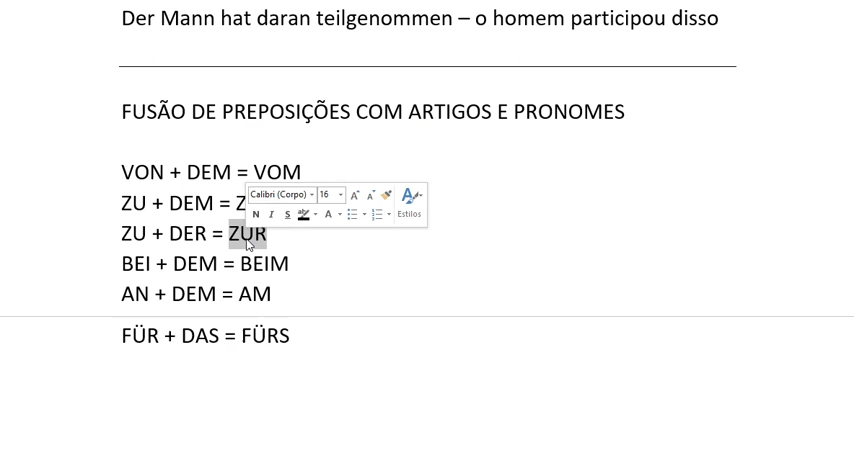 Der Mann hat daran teilgenommen – o homem participou disso
FUSÃO DE PREPOSIÇÕES COM ARTIGOS E PRONOMES
VON + DEM = VOM
Calibri (Corpo) 16 A A
ZU + DEM =
N I S aby A Estilos
ZU + DER = ZUR
BEI + DEM = BEIM
AN + DEM = AM
FÜR + DAS = FÜRS